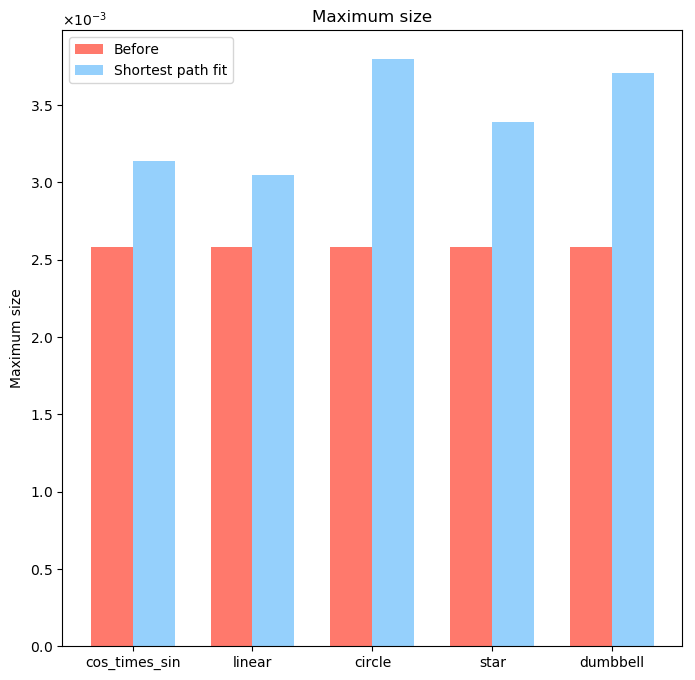 Maximum size
×10⁻³
Before
Shortest path fit
3.5
3.0
2.5
2.0
1.5
1.0
0.5
0.0
Maximum size
cos_times_sin
linear
circle
star
dumbbell